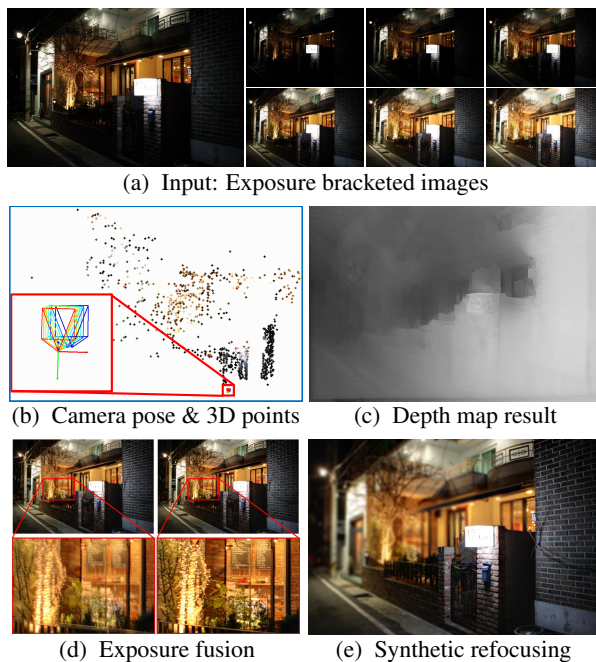 (a) Input: Exposure bracketed images
(b) Camera pose & 3D points
(c) Depth map result
(d) Exposure fusion
(e) Synthetic refocusing